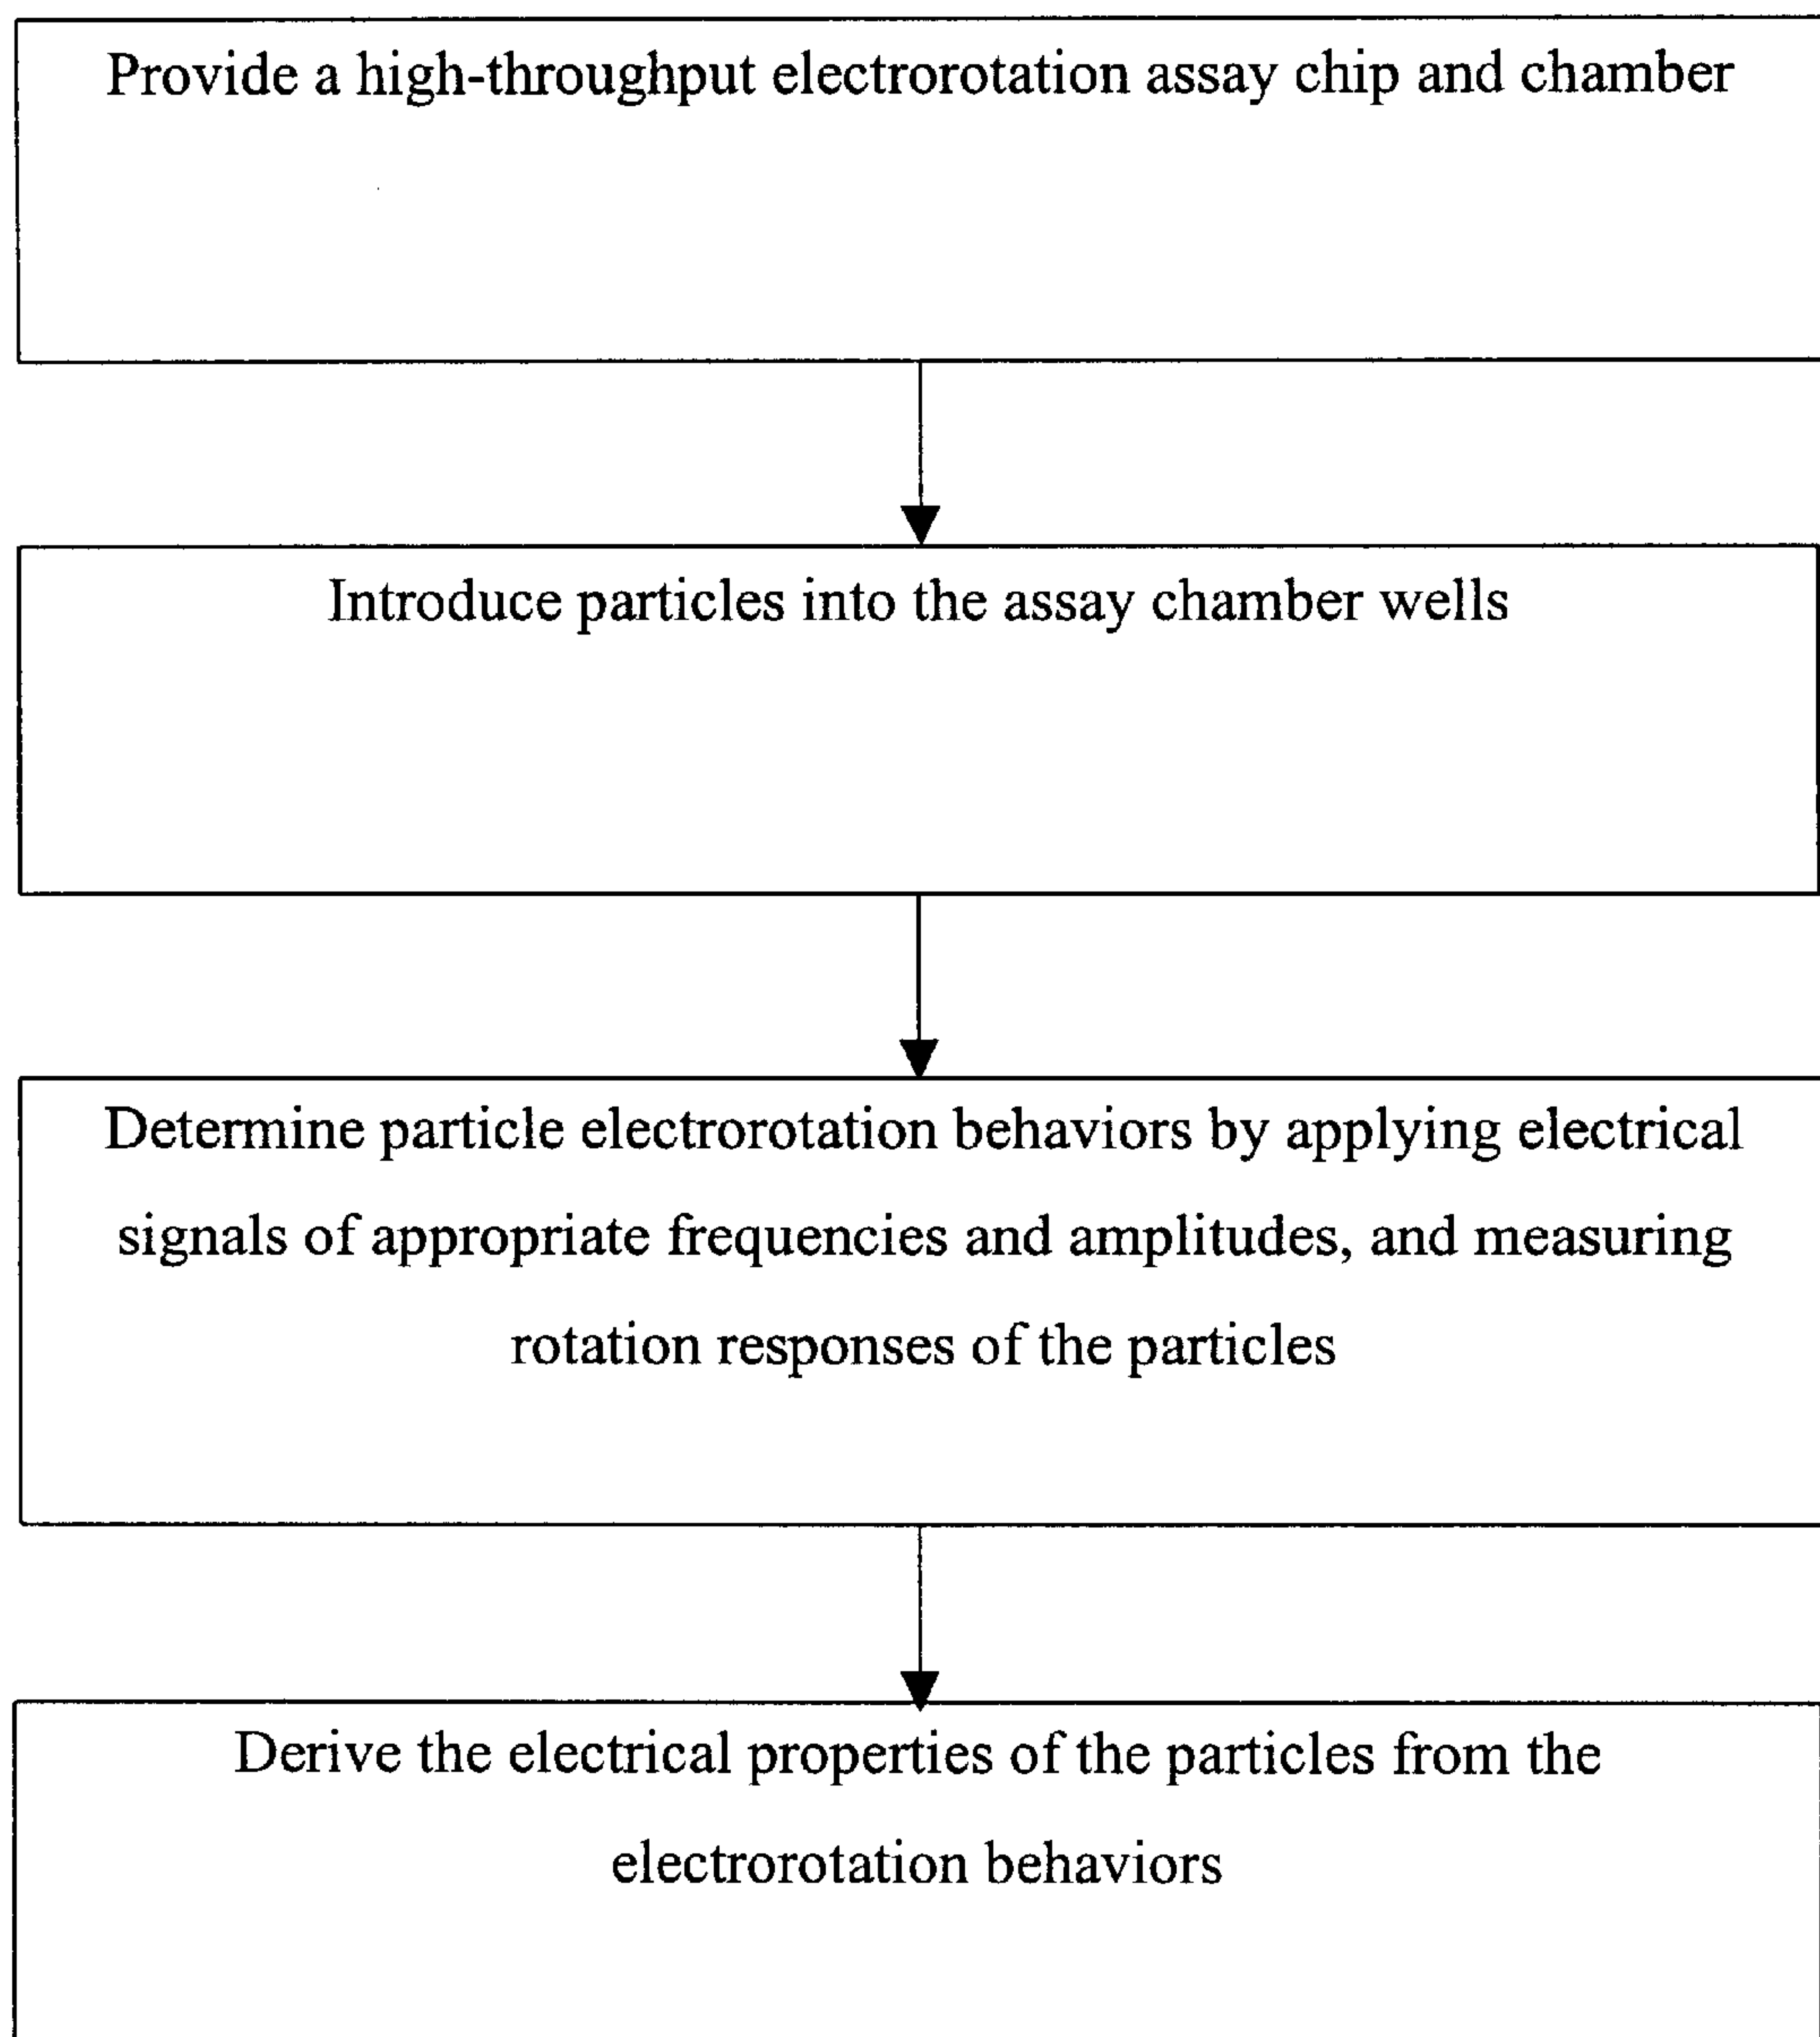 Provide a high-throughput electrorotation assay chip and chamber
Introduce particles into the assay chamber wells
Determine particle electrorotation behaviors by applying electrical
signals of appropriate frequencies and amplitudes, and measuring
rotation responses of the particles
Derive the electrical properties of the particles from the
electrorotation behaviors